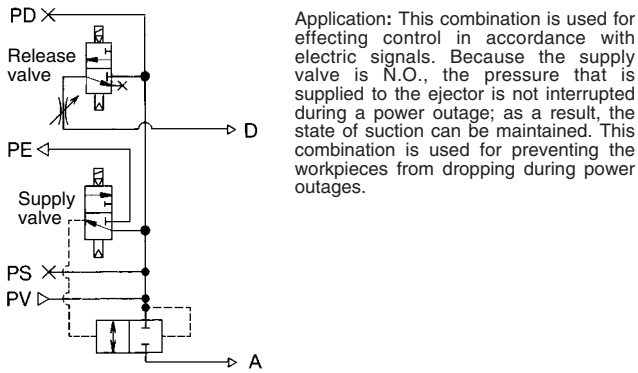 PD
Release
valve
D
PE
Supply
valve
PS
PV
A
Application: This combination is used for
effecting control in accordance with
electric signals. Because the supply
valve is N.O., the pressure that is
supplied to the ejector is not interrupted
during a power outage; as a result, the
state of suction can be maintained. This
combination is used for preventing the
workpieces from dropping during power
outages.